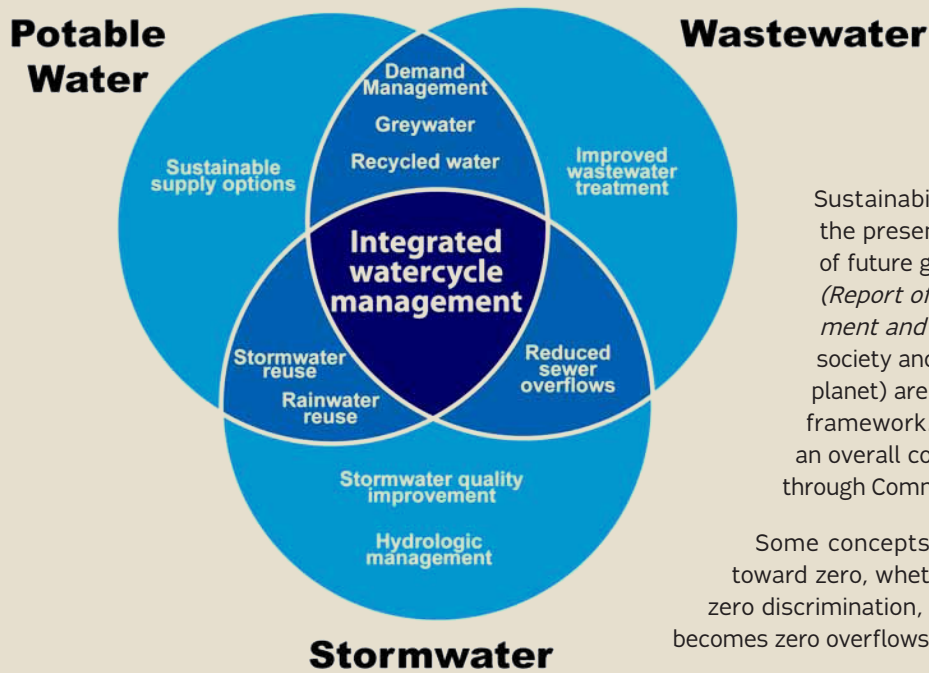 Potable
Water
Wastewater
Demand
Management
Greywater
Recycled water
Sustainable
supply options
Improved
wastewater
treatment
Integrated
watercycle
management
Stormwater
reuse
Rainwater
reuse
Reduced
sewer
overflows
Stormwater quality
improvement
Hydrologic
management
Stormwater
Sustainabi
the presen
of future g
(Report of
ment and
society and
planet) are
framework
an overall co
through Comm
Some concepts
toward zero, whet
zero discrimination,
becomes zero overflows